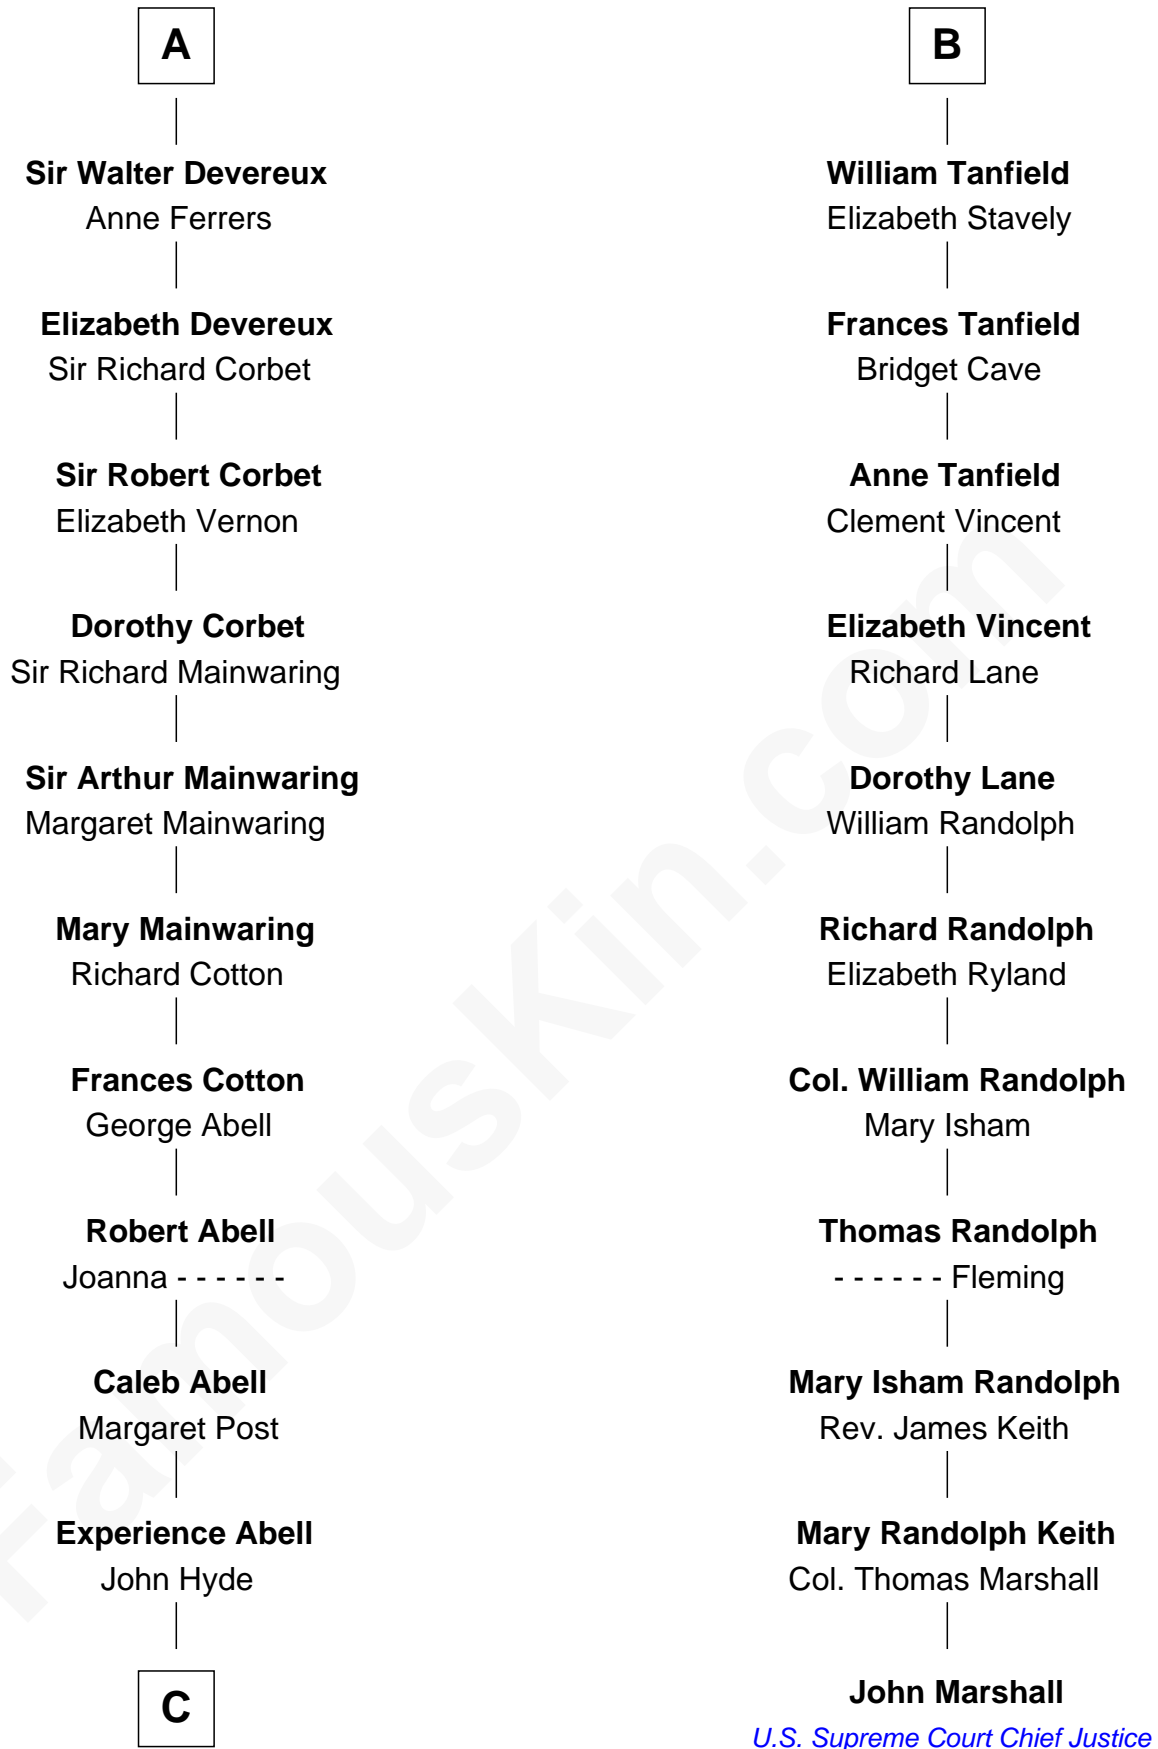 A
Sir Walter Devereux
Anne Ferrers
Elizabeth Devereux
Sir Richard Corbet
Sir Robert Corbet
Elizabeth Vernon
Dorothy Corbet
Sir Richard Mainwaring
Sir Arthur Mainwaring
Margaret Mainwaring
Mary Mainwaring
Richard Cotton
Frances Cotton
George Abell
Robert Abell
Joanna - - - - - -
Caleb Abell
Margaret Post
Experience Abell
John Hyde
C
B
William Tanfield
Elizabeth Stavely
Frances Tanfield
Bridget Cave
Anne Tanfield
Clement Vincent
Elizabeth Vincent
Richard Lane
Dorothy Lane
William Randolph
Richard Randolph
Elizabeth Ryland
Col. William Randolph
Mary Isham
Thomas Randolph
- - - - - - Fleming
Mary Isham Randolph
Rev. James Keith
Mary Randolph Keith
Col. Thomas Marshall
John Marshall
U.S. Supreme Court Chief Justice
FamousKin.com